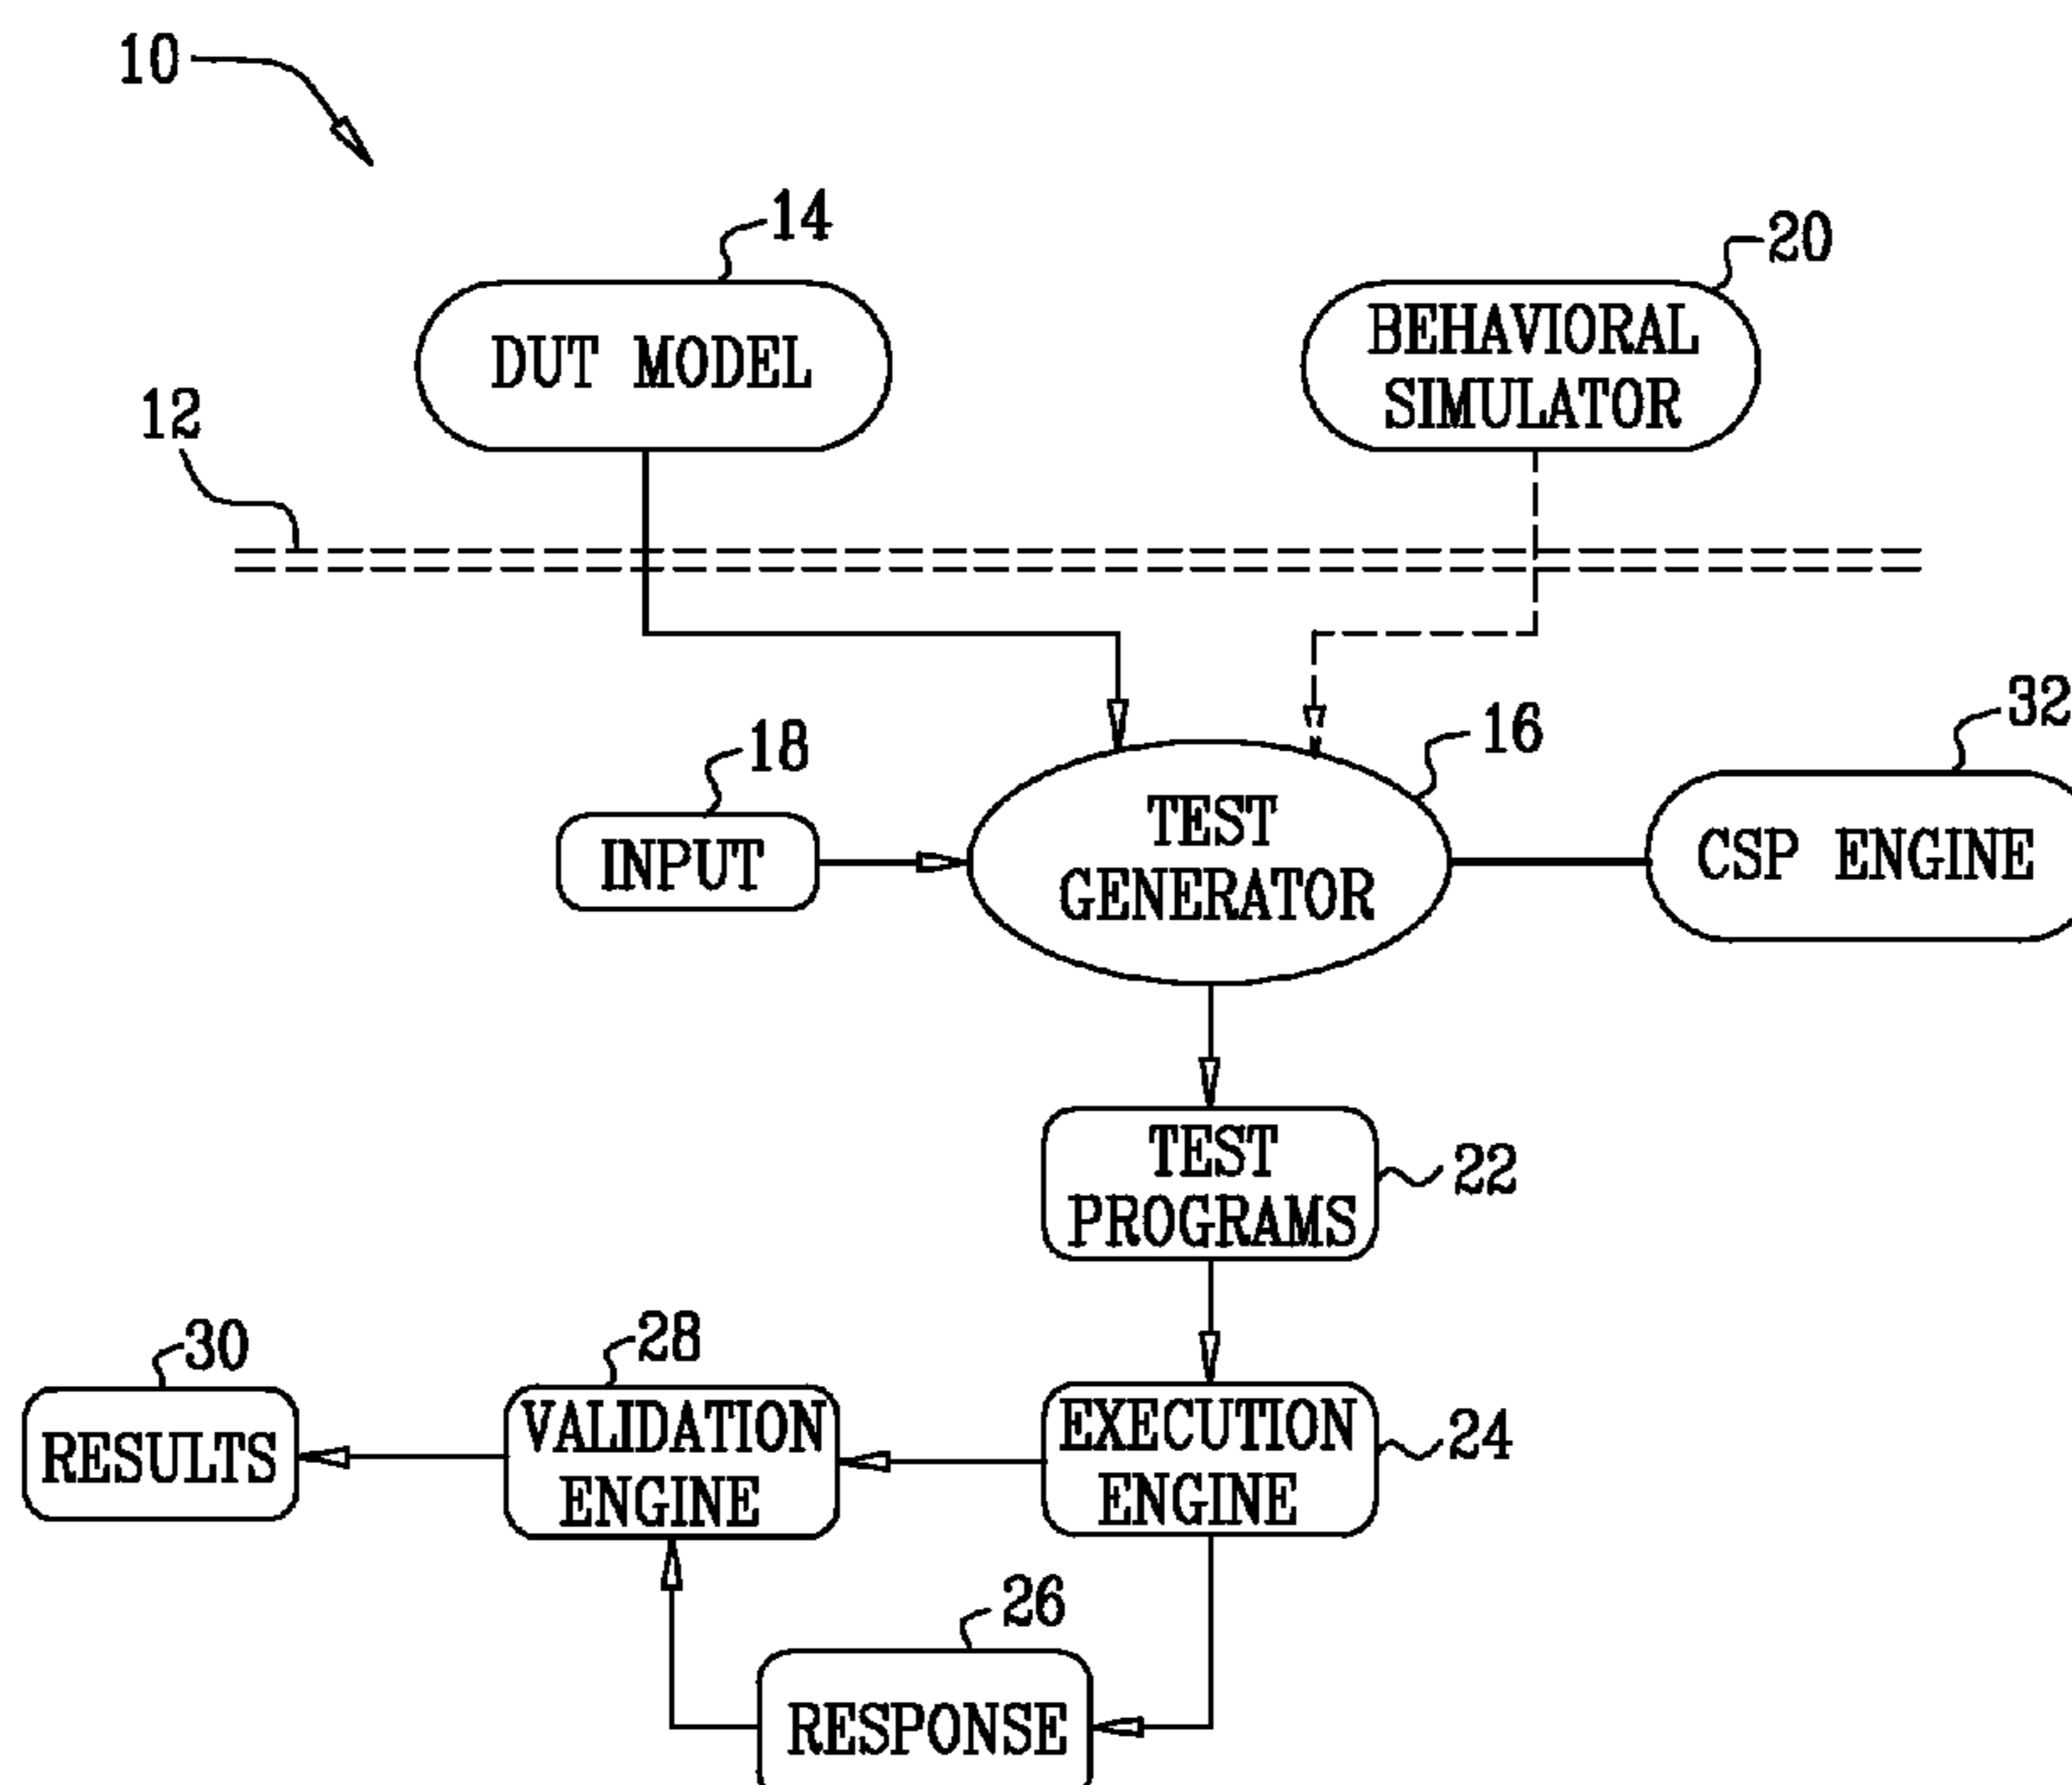 10
14
20
DUT MODEL
BEHAVIORAL
SIMULATOR
12
18
16
32
INPUT
TEST
GENERATOR
CSP ENGINE
TEST
PROGRAMS
22
30
28
RESULTS
VALIDATION
ENGINE
EXECUTION
ENGINE
24
26
RESPONSE